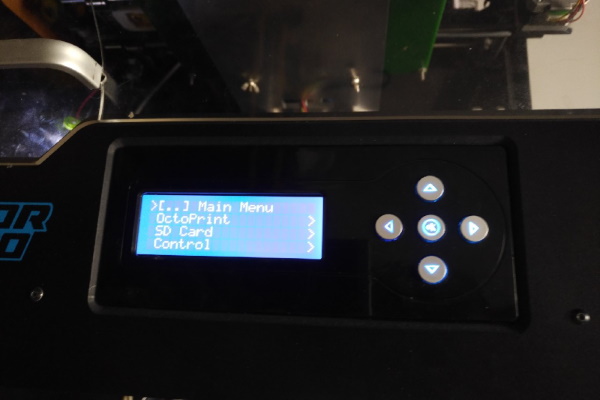 >[..] Main Menu
OctoPrint >
SD Card >
Control >